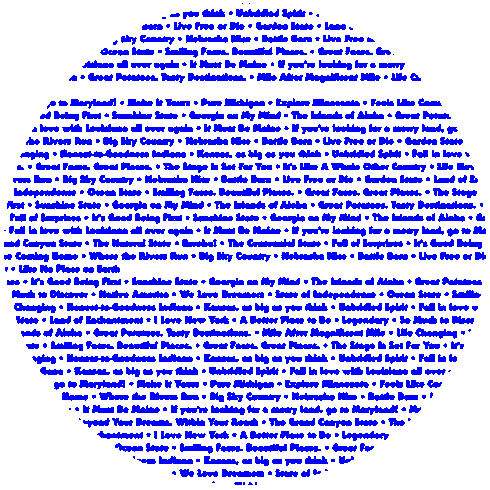 as you think • Unbridled Spirit •
Born • Live Free or Die • Garden State • Land
Big Sky Country • Nebraska Nice • Battle Born • Live Free
Ocean State • Smiling Faces. Beautiful Places. • Great Faces.
all over again • It Must Be Maine • If you're looking for a merry
• Great Potatoes. Tasty Destinations. • Mile After Magnificent Mile • Life
to Maryland! • Make It Yours • Pure Michigan • Explore Minnesota • Feels Like
Good Being First • Sunshine State • Georgia on My Mind • The Islands of Aloha • Great
in love with Louisiana all over again • It Must Be Maine • If you're looking for a merry land, go
the Rivers Run • Big Sky Country • Nebraska Nice • Battle Born • Live Free or Die • Garden State
• Honest-to-Goodness Indiana • Kansas, as big as you think • Unbridled Spirit • Fall in love
• Great Faces. Great Places. • The Stage Is Set For You • It's Like A Whole Other Country • Life
Rivers Run • Big Sky Country • Nebraska Nice • Battle Born • Live Free or Die • Garden State • Land of
Independence • Ocean State • Smiling Faces. Beautiful Places. • Great Faces. Great Places. • The Stage
First • Sunshine State • Georgia on My Mind • The Islands of Aloha • Great Potatoes. Tasty Destinations. •
Full of Surprises • It's Good Being First • Sunshine State • Georgia on My Mind • The Islands of Aloha •
Fall in love with Louisiana all over again • It Must Be Maine • If you're looking for a merry land, go to
Grand Canyon State • The Natural State • Eureka! • The Centennial State • Full of Surprises • It's Good Being
Coming Home • Where the Rivers Run • Big Sky Country • Nebraska Nice • Battle Born • Live Free or Die
• Like No Place on Earth
• It's Good Being First • Sunshine State • Georgia on My Mind • The Islands of Aloha • Great Potatoes.
Much to Discover • Native America • We Love Dreamers • State of Independence • Ocean State • Smiling
Changing • Honest-to-Goodness Indiana • Kansas, as big as you think • Unbridled Spirit • Fall in love
State • Land of Enchantment • I Love New York • A Better Place to Be • Legendary • So Much to
of Aloha • Great Potatoes. Tasty Destinations. • Mile After Magnificent Mile • Life Changing
• Smiling Faces. Beautiful Places. • Great Faces. Great Places. • The Stage Is Set For You • It's
• Honest-to-Goodness Indiana • Kansas, as big as you think • Unbridled Spirit • Fall in
• Kansas, as big as you think • Unbridled Spirit • Fall in love with Louisiana all over
go to Maryland! • Make It Yours • Pure Michigan • Explore Minnesota • Feels Like
Home • Where the Rivers Run • Big Sky Country • Nebraska Nice • Battle Born •
• It Must Be Maine • If you're looking for a merry land, go to Maryland! •
Beyond Your Dreams. Within Your Reach • The Grand Canyon State • The
Enchantment • I Love New York • A Better Place to Be • Legendary
Ocean State • Smiling Faces. Beautiful Places. • Great
Indiana • Kansas, as big as you think •
• We Love Dreamers • State of